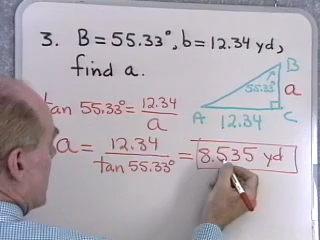 3. B=55.33°, b=12.34 yd,
find a.
B
55.33°
a
A
12.34
C
tan 55.33° = 12.34
a
a = 12.34 = 8.535 yd
tan 55.33°